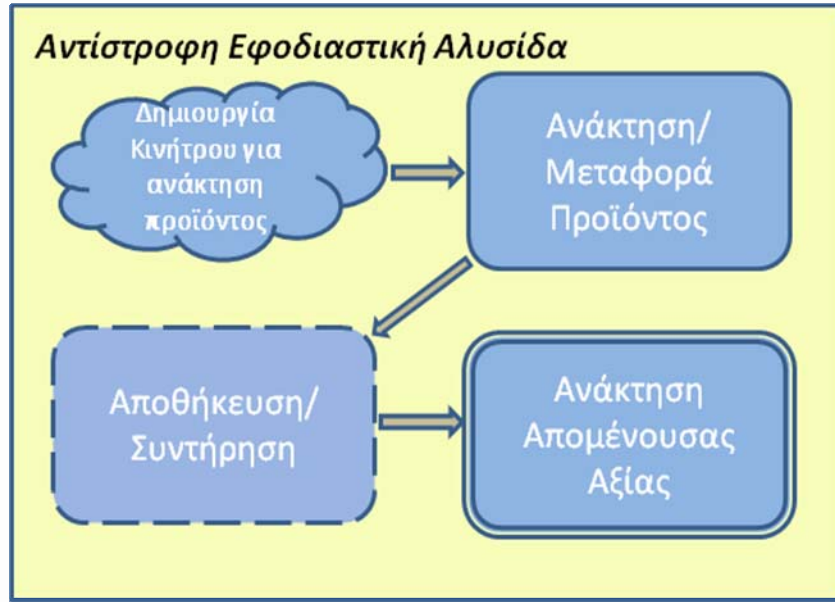 Αντίστροφη Εφοδιαστική Αλυσίδα
Δημιουργία
Κινήτρου για
ανάκτηση
προϊόντος
Ανάκτηση/
Μεταφορά
Προϊόντος
Αποθήκευση/
Συντήρηση
Ανάκτηση
Απομένουσας
Αξίας